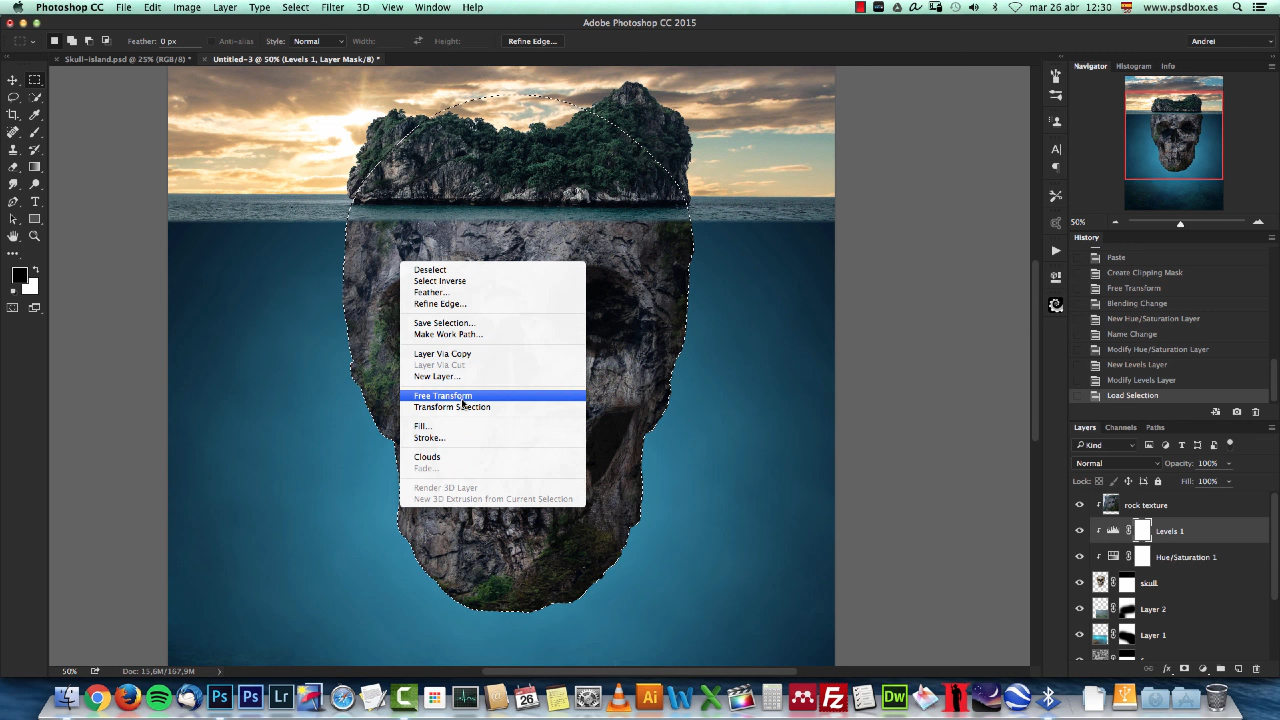 Photoshop CC File Edit Image Layer Type Select Filter 3D View Window Help mar 26 abr 12:30 www.psdbox.es
Adobe Photoshop CC 2015
Feather: 0 px Anti-alias Style: Normal Width: Height: Refine Edge... Andrei
× Skull-island.psd @ 25% (RGB/8) * × Untitled-3 @ 50% (Levels 1, Layer Mask/8) *
Navigator Histogram Info
50%
History
Paste
Create Clipping Mask
Free Transform
Blending Change
New Hue/Saturation Layer
Name Change
Modify Hue/Saturation Layer
New Levels Layer
Modify Levels Layer
Load Selection
Deselect
Select Inverse
Feather...
Refine Edge...
Save Selection...
Make Work Path...
Layer Via Copy
Layer Via Cut
New Layer...
Free Transform
Transform Selection
Fill...
Stroke...
Clouds
Fade...
Render 3D Layer
New 3D Extrusion from Current Selection
Layers Channels Paths
Kind
Normal Opacity: 100%
Lock: Fill: 100%
rock texture
Levels 1
Hue/Saturation 1
skull
Layer 2
Layer 1
50% Doc: 15,6M/167,9M
Ps Ps Lr C 26 Ai W X Fz Dw